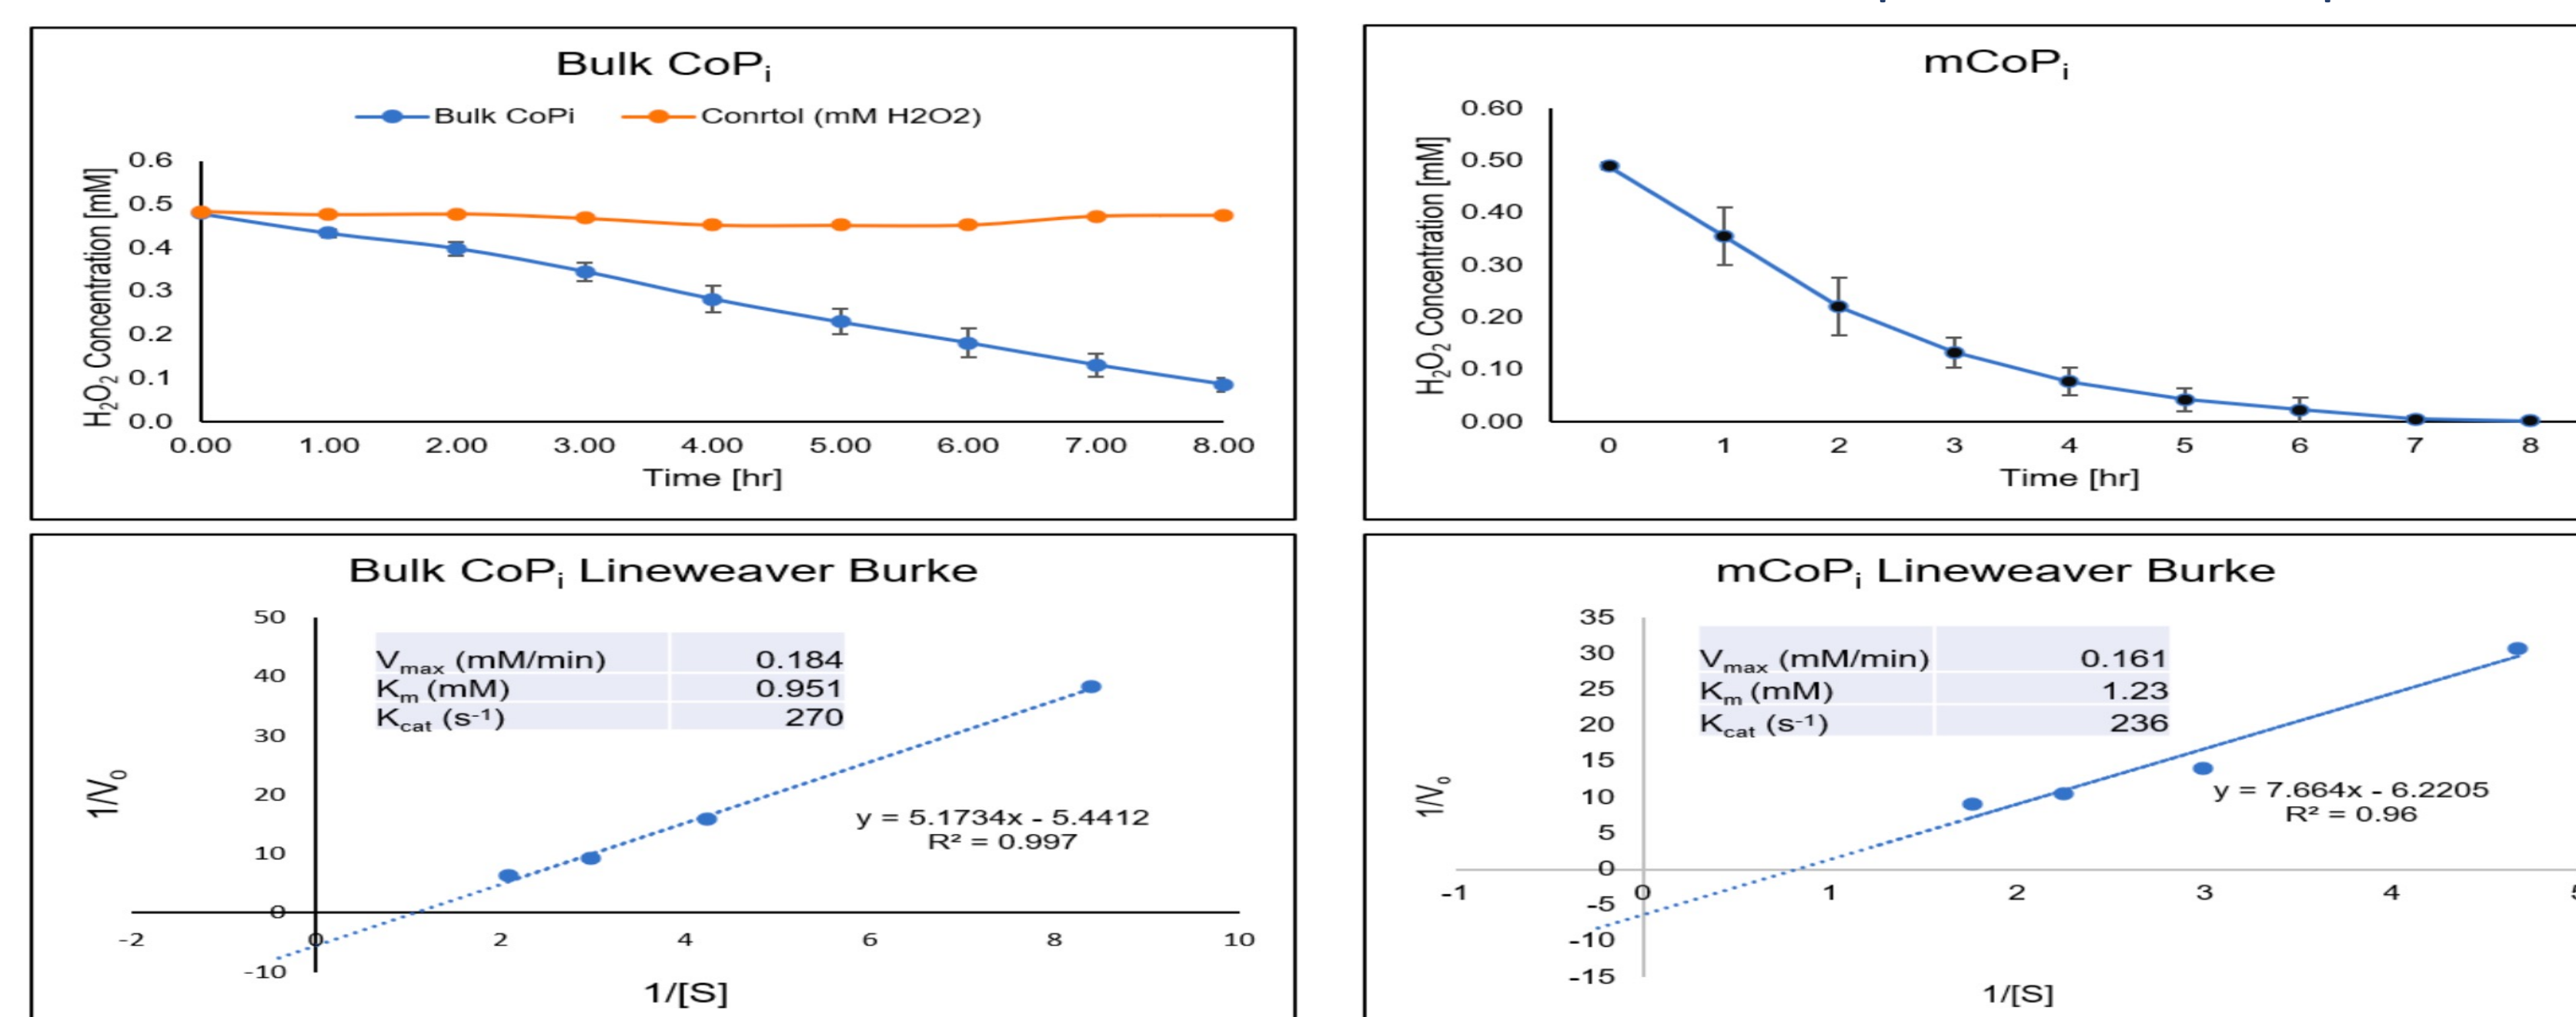 Bulk CoPi
Bulk CoPi
Conrtol (mM H2O2)
H2O2 Concentration [mM]
0.6
0.5
0.4
0.3
0.2
0.1
0.0
0.00 1.00 2.00 3.00 4.00 5.00 6.00 7.00 8.00
Time [hr]
mCoPi
H2O2 Concentration [mM]
0.60
0.50
0.40
0.30
0.20
0.10
0.00
0 1 2 3 4 5 6 7 8
Time [hr]
Bulk CoPi Lineweaver Burke
1/Vo
50
40
30
20
10
0
-10
-2 0 2 4 6 8 10
1/[S]
Vmax (mM/min) 0.184
Km (mM) 0.951
Kcat (s-1) 270
y = 5.1734x - 5.4412
R² = 0.997
mCoPi Lineweaver Burke
1/Vo
35
30
25
20
15
10
5
0
-5
-10
-15
-1 0 1 2 3 4
1/[S]
Vmax (mM/min) 0.161
Km (mM) 1.23
Kcat (s-1) 236
y = 7.664x - 6.2205
R² = 0.96